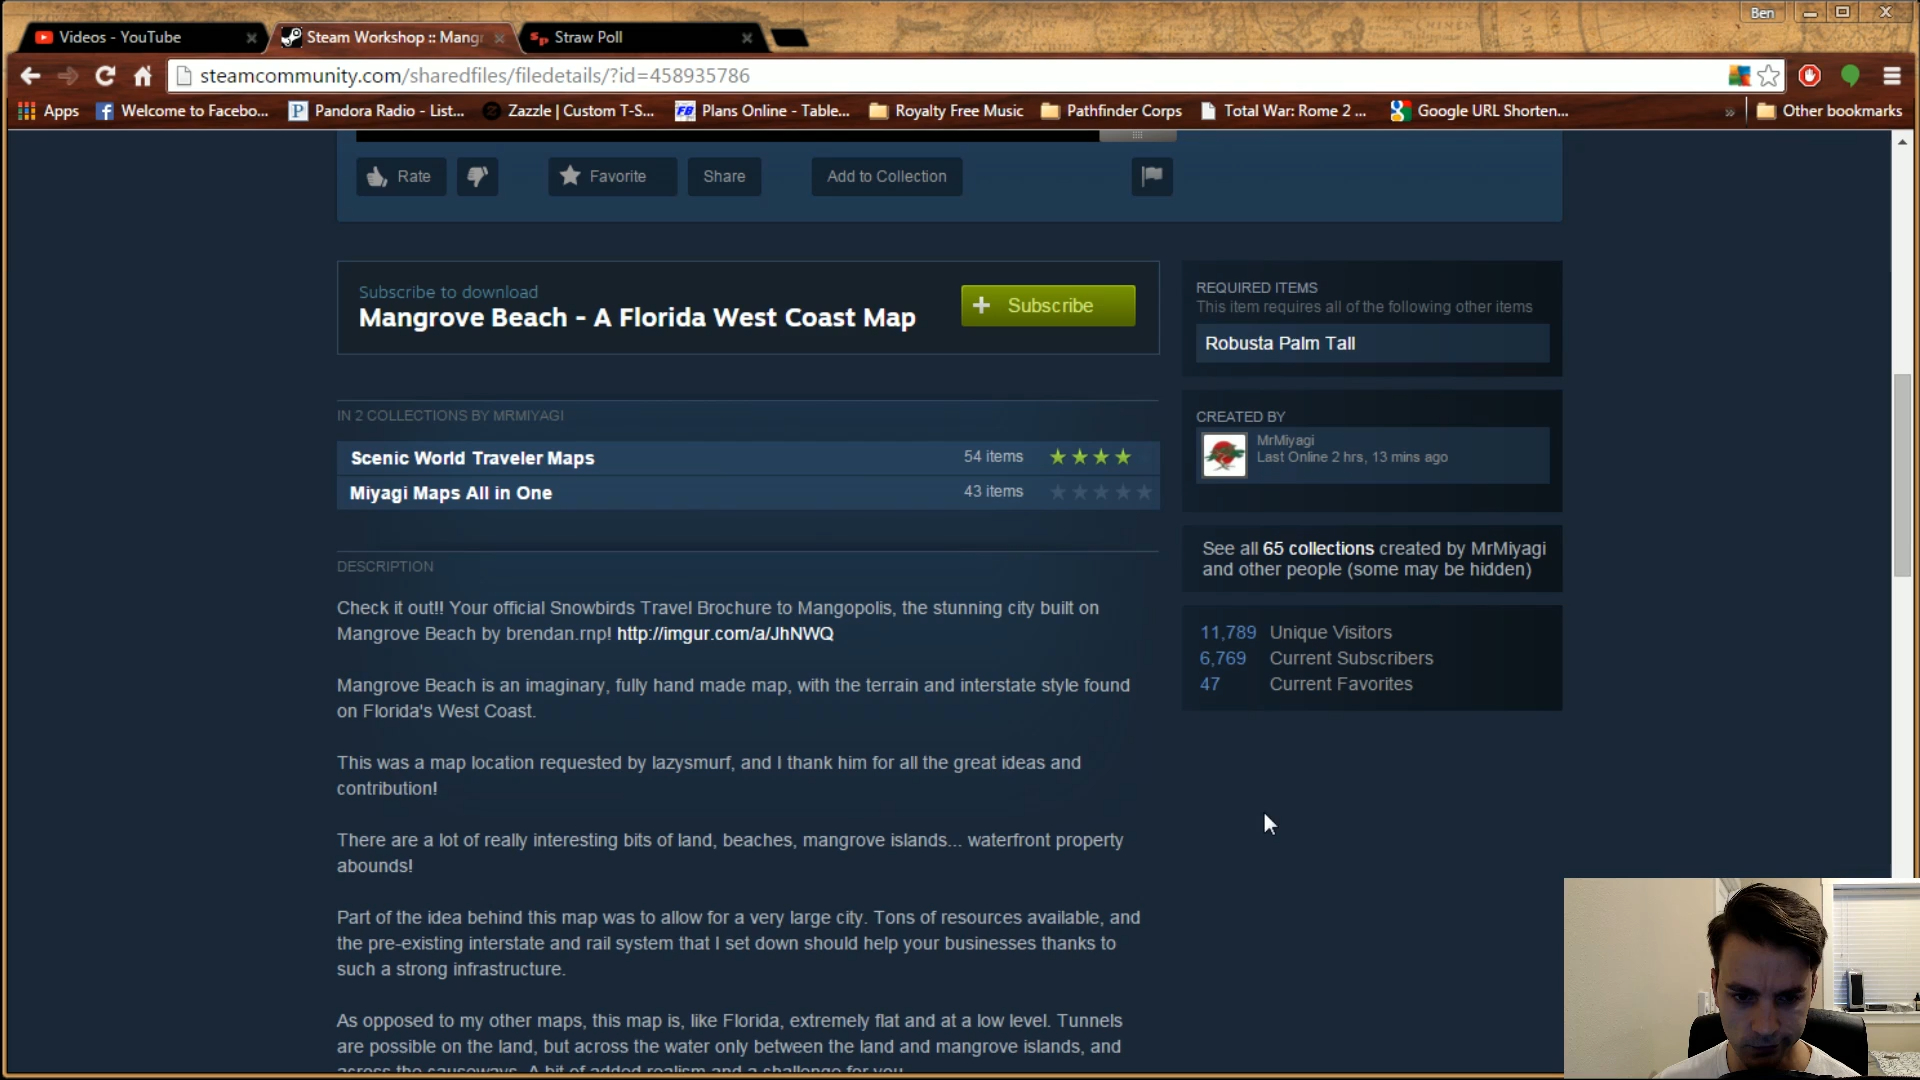 Ben
Videos - YouTube
Steam Workshop :: Mangr
Straw Poll
steamcommunity.com/sharedfiles/filedetails/?id=458935786
Apps
Welcome to Facebo...
Pandora Radio - List...
Zazzle | Custom T-S...
Plans Online - Table...
Royalty Free Music
Pathfinder Corps
Total War: Rome 2 ...
Google URL Shorten...
»
Other bookmarks
Rate
Favorite
Share
Add to Collection
Subscribe to download
Mangrove Beach - A Florida West Coast Map
+ Subscribe
IN 2 COLLECTIONS BY MRMIYAGI
Scenic World Traveler Maps 54 items
Miyagi Maps All in One 43 items
DESCRIPTION
Check it out!! Your official Snowbirds Travel Brochure to Mangopolis, the stunning city built on
Mangrove Beach by brendan.rnp! http://imgur.com/a/JhNWQ
Mangrove Beach is an imaginary, fully hand made map, with the terrain and interstate style found
on Florida's West Coast.
This was a map location requested by lazysmurf, and I thank him for all the great ideas and
contribution!
There are a lot of really interesting bits of land, beaches, mangrove islands... waterfront property
abounds!
Part of the idea behind this map was to allow for a very large city. Tons of resources available, and
the pre-existing interstate and rail system that I set down should help your businesses thanks to
such a strong infrastructure.
As opposed to my other maps, this map is, like Florida, extremely flat and at a low level. Tunnels
are possible on the land, but across the water only between the land and mangrove islands, and
across the causeways. A bit of added realism and a challenge for you
REQUIRED ITEMS
This item requires all of the following other items
Robusta Palm Tall
CREATED BY
MrMiyagi
Last Online 2 hrs, 13 mins ago
See all 65 collections created by MrMiyagi
and other people (some may be hidden)
11,789 Unique Visitors
6,769 Current Subscribers
47 Current Favorites